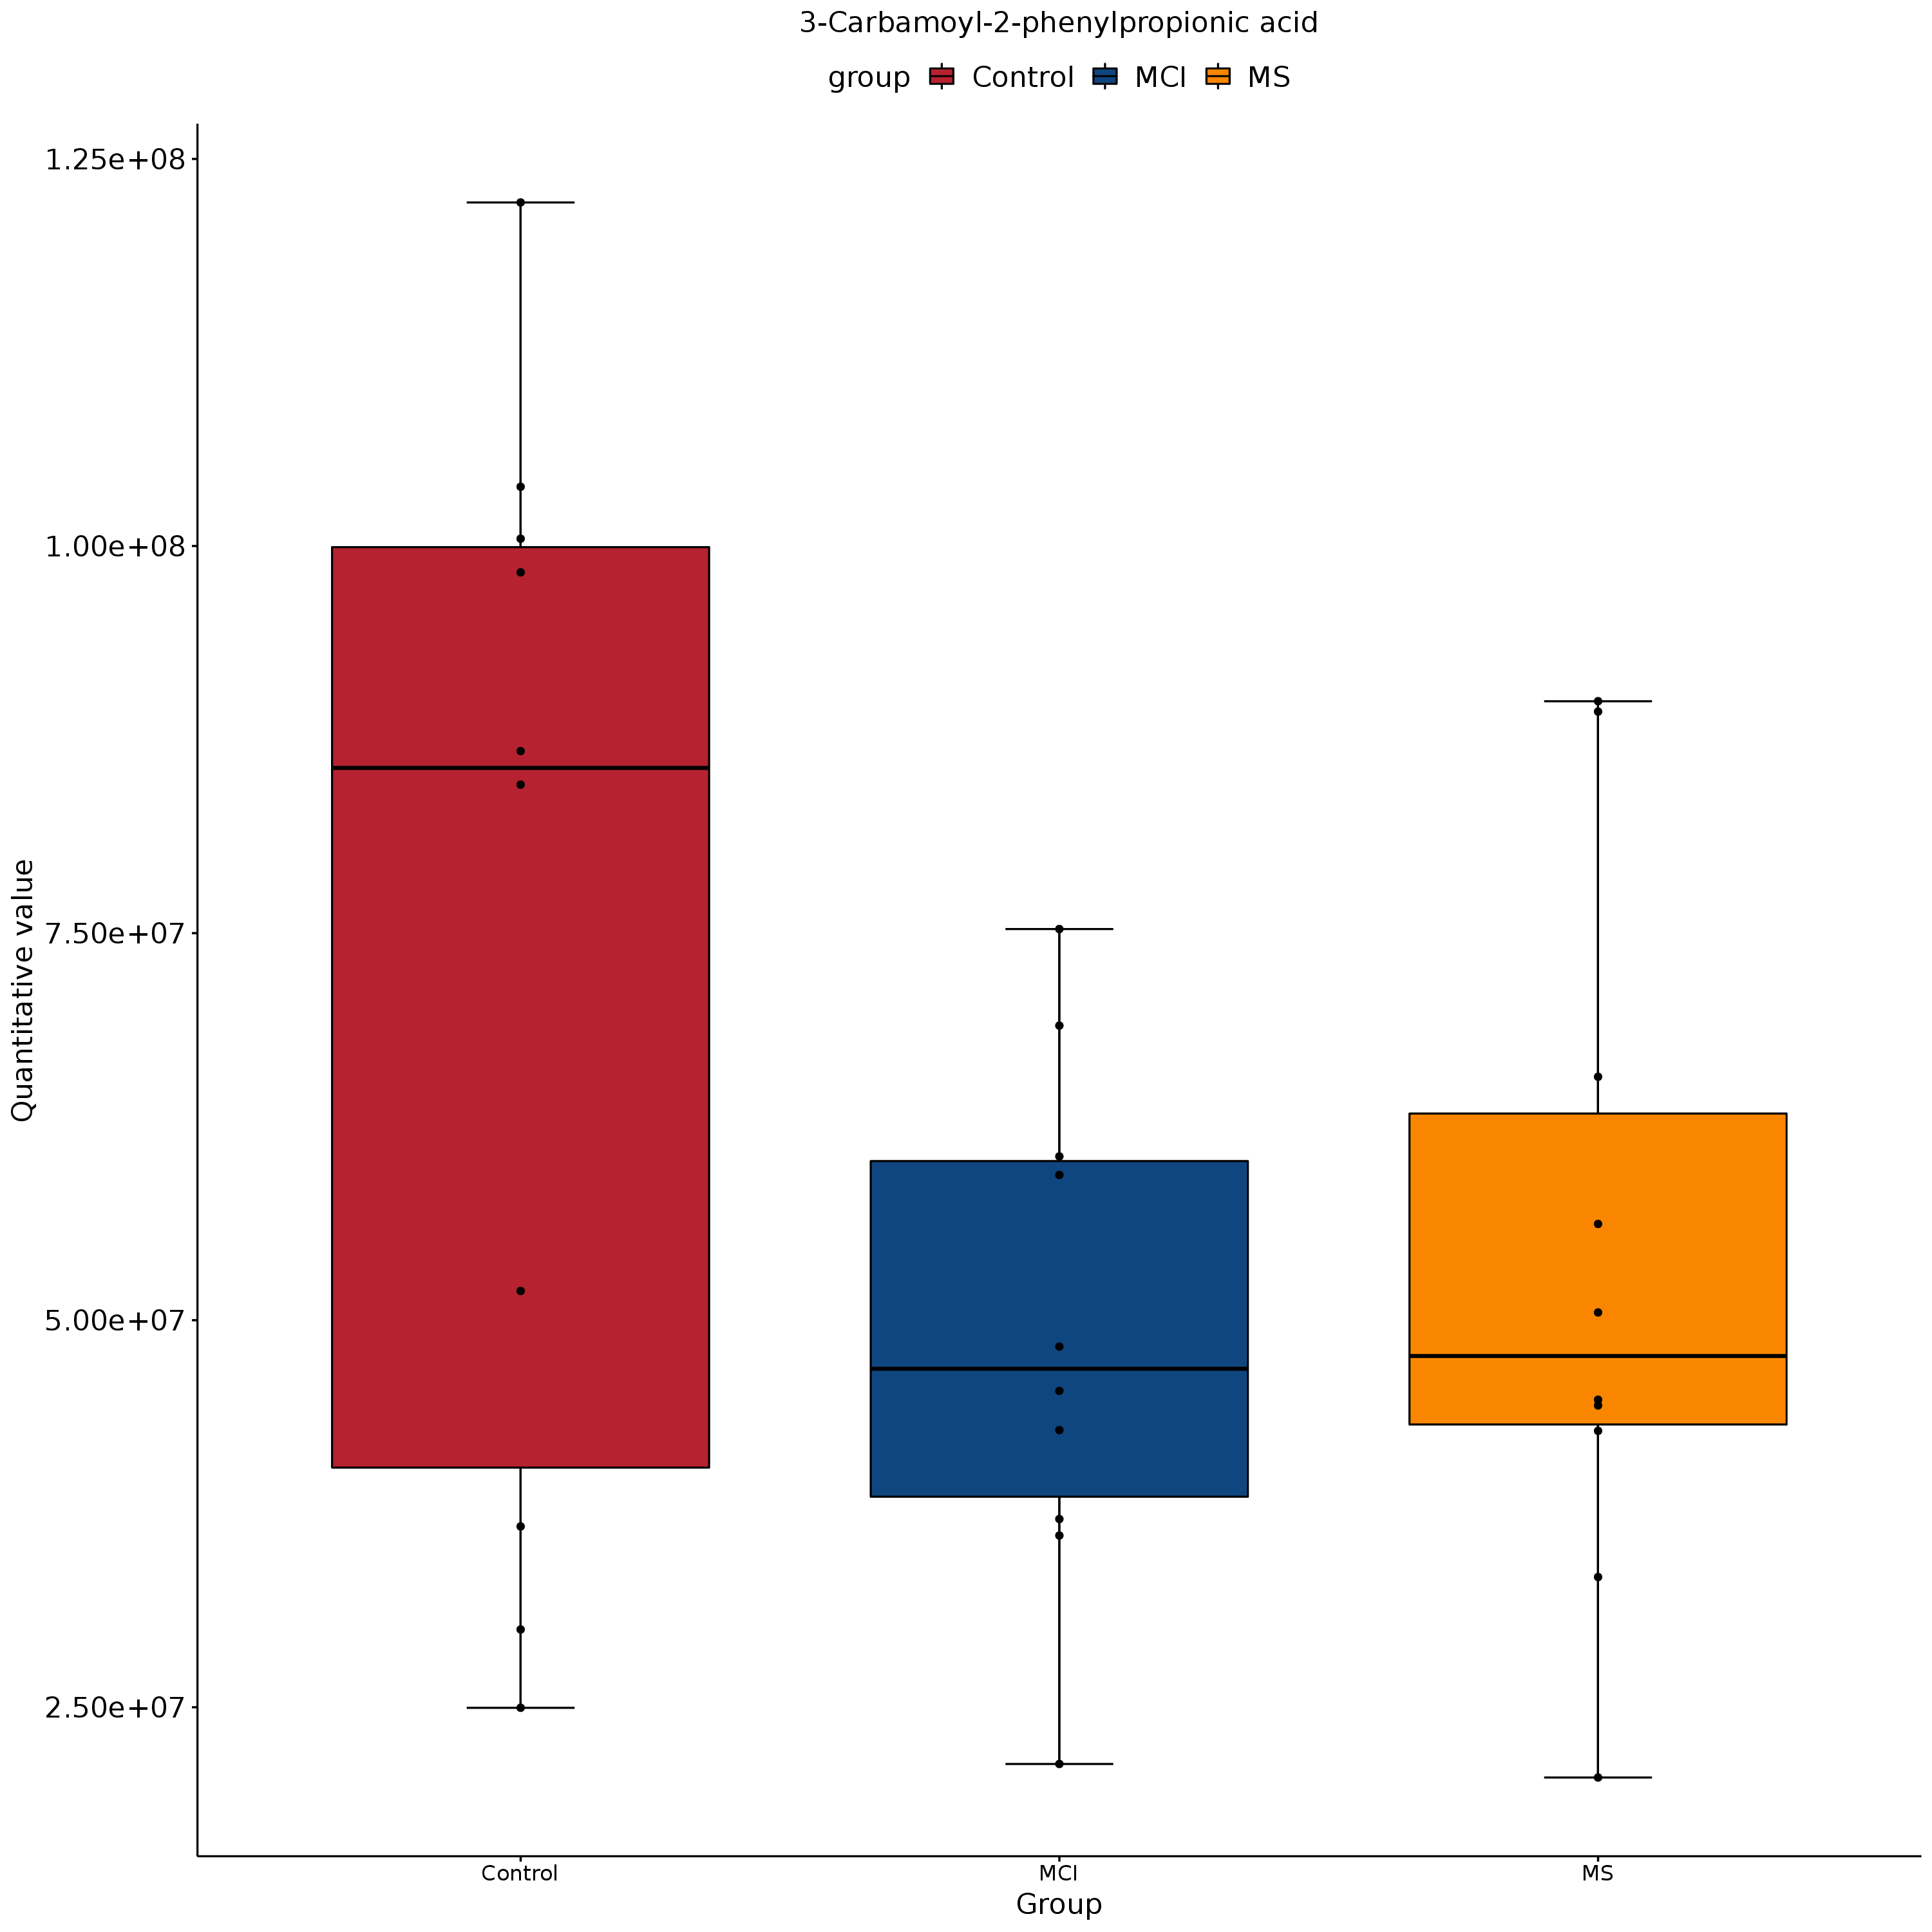 3-Carbamoyl-2-phenylpropionic acid
group Control MCI MS
1.25e+08
1.00e+08
7.50e+07
5.00e+07
2.50e+07
Quantitative value
Control MCI MS
Group